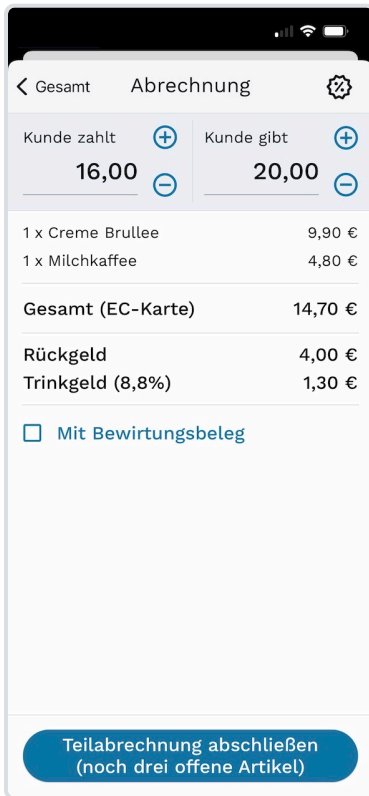 Gesamt Abrechnung
Kunde zahlt Kunde gibt
16,00 20,00
1 x Creme Brullee 9,90 €
1 x Milchkaffee 4,80 €
Gesamt (EC-Karte) 14,70 €
Rückgeld 4,00 €
Trinkgeld (8,8%) 1,30 €
Mit Bewirtungsbeleg
Teilabrechnung abschließen
(noch drei offene Artikel)